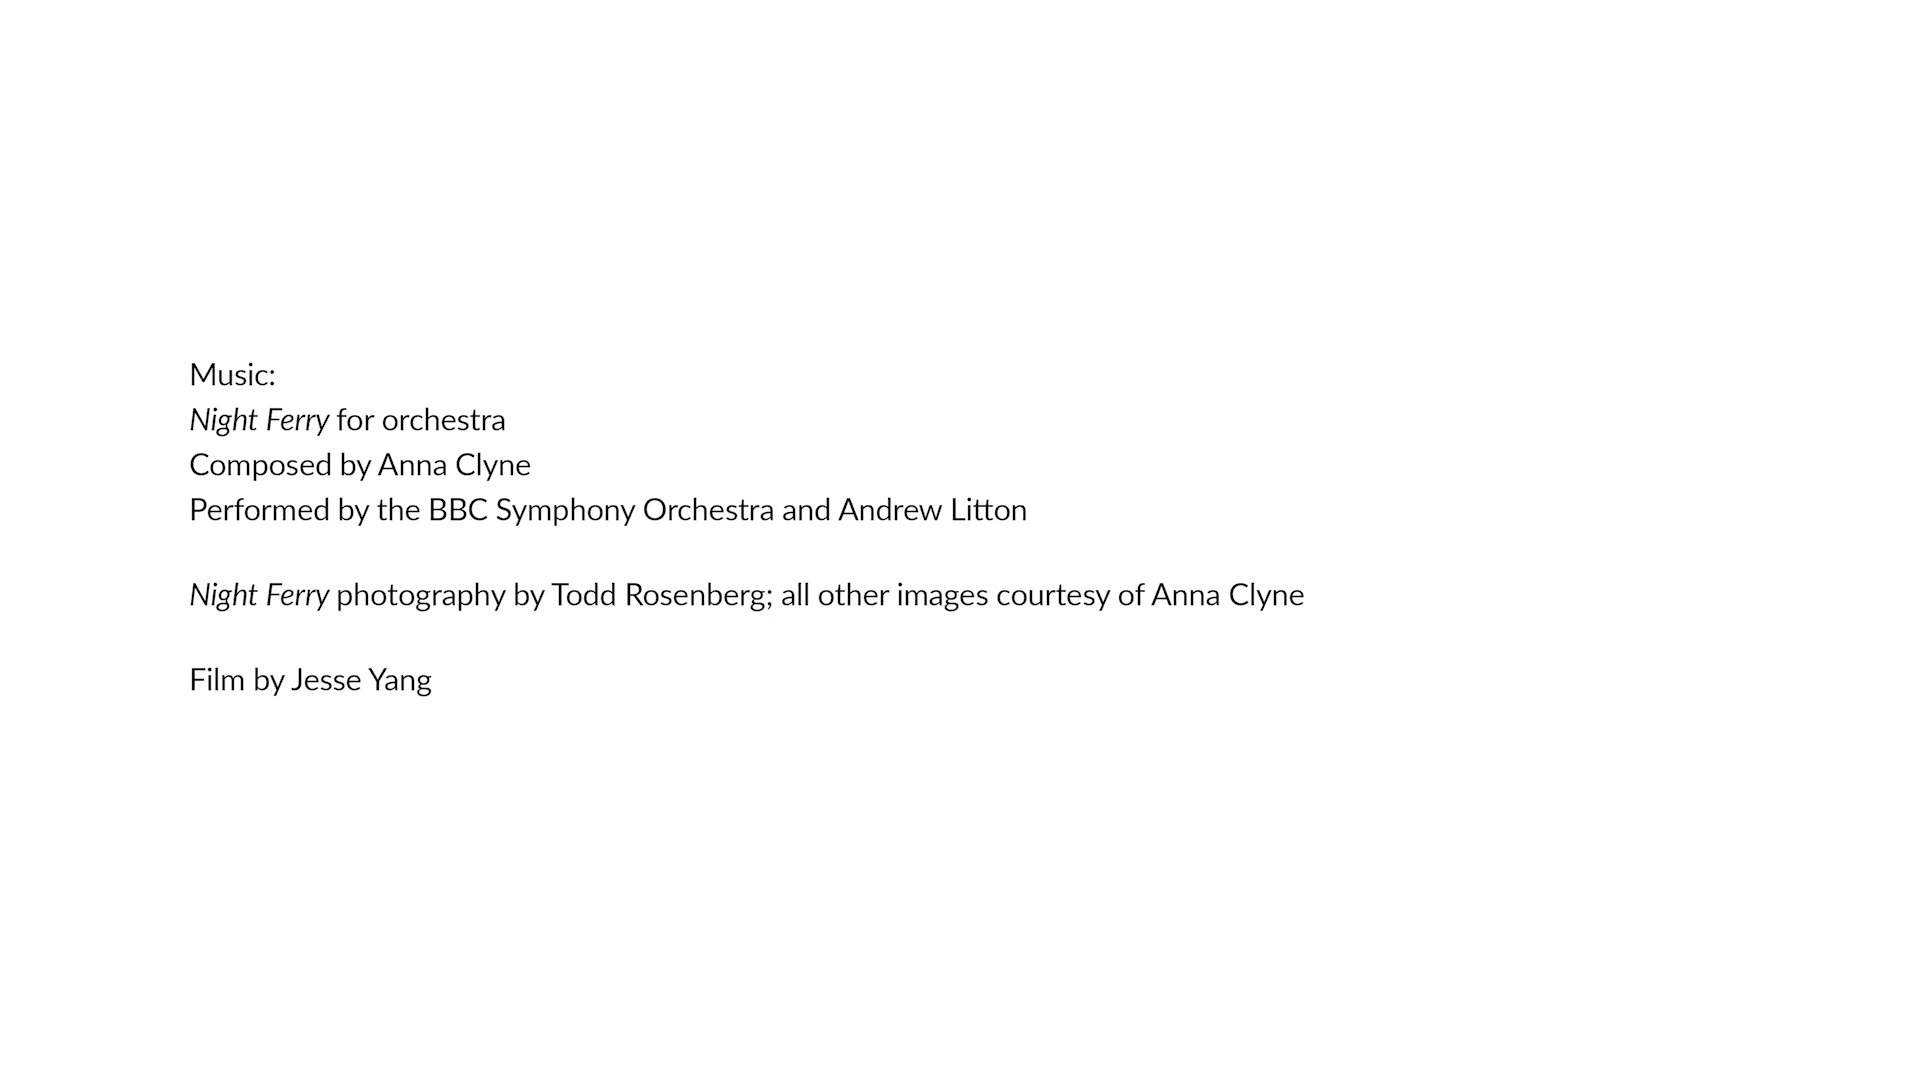 Music:
Night Ferry for orchestra
Composed by Anna Clyne
Performed by the BBC Symphony Orchestra and Andrew Litton
Night Ferry photography by Todd Rosenberg; all other images courtesy of Anna Clyne
Film by Jesse Yang